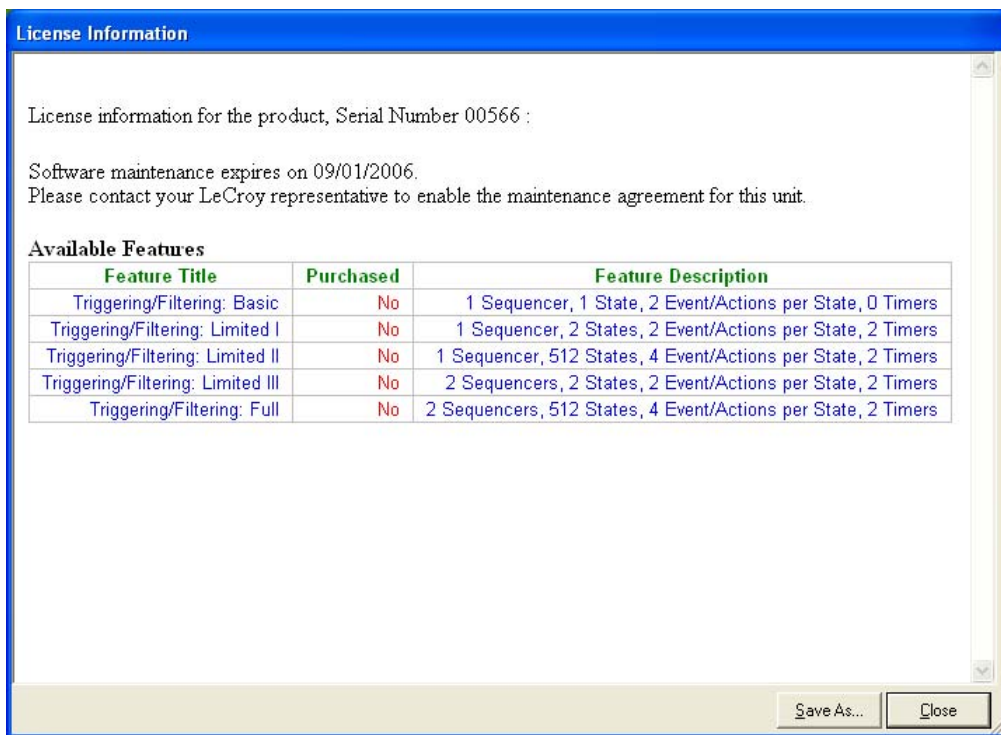 License Information
License information for the product, Serial Number 00566 :
Software maintenance expires on 09/01/2006.
Please contact your LeCroy representative to enable the maintenance agreement for this unit.
Available Features
Feature Title Purchased Feature Description
Triggering/Filtering: Basic No 1 Sequencer, 1 State, 2 Event/Actions per State, 0 Timers
Triggering/Filtering: Limited I No 1 Sequencer, 2 States, 2 Event/Actions per State, 2 Timers
Triggering/Filtering: Limited II No 1 Sequencer, 512 States, 4 Event/Actions per State, 2 Timers
Triggering/Filtering: Limited III No 2 Sequencers, 2 States, 2 Event/Actions per State, 2 Timers
Triggering/Filtering: Full No 2 Sequencers, 512 States, 4 Event/Actions per State, 2 Timers
Save As... Close